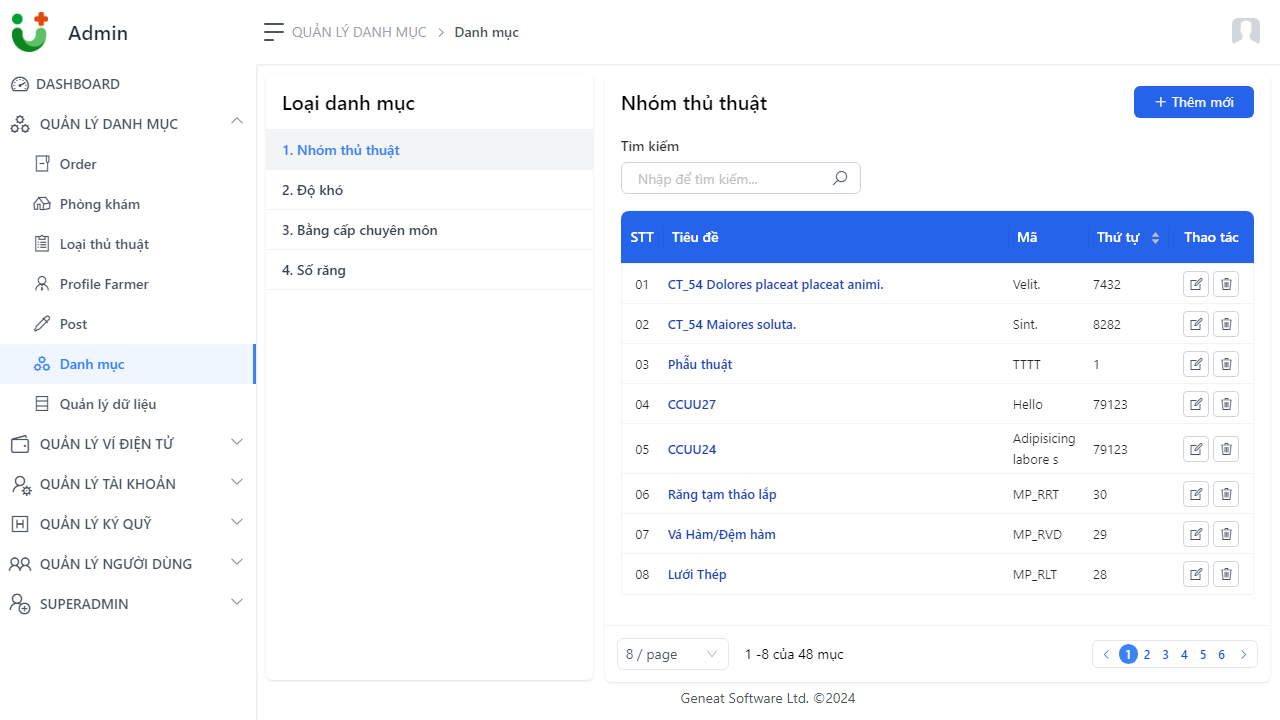 Admin
QUẢN LÝ DANH MỤC
Danh mục
DASHBOARD
QUẢN LÝ DANH MỤC
Order
Phòng khám
Loại thủ thuật
Profile Farmer
Post
Danh mục
Quản lý dữ liệu
QUẢN LÝ VÍ ĐIỆN TỬ
QUẢN LÝ TÀI KHOẢN
QUẢN LÝ KÝ QUỸ
QUẢN LÝ NGƯỜI DÙNG
SUPERADMIN
Loại danh mục
1. Nhóm thủ thuật
2. Độ khó
3. Bằng cấp chuyên môn
4. Số răng
Nhóm thủ thuật
Thêm mới
Tìm kiếm
Nhập để tìm kiếm...
STT Tiêu đề Mã Thứ tự Thao tác
01 CT_54 Dolores placeat placeat animi. Velit. 7432
02 CT_54 Maiores soluta. Sint. 8282
03 Phẫu thuật TTTT 1
04 CCUU27 Hello 79123
05 CCUU24 Adipisicing labore s 79123
06 Răng tạm tháo lắp MP_RRT 30
07 Vá Hàm/Đệm hàm MP_RVD 29
08 Lưới Thép MP_RLT 28
8 / page 1 -8 của 48 mục 1 2 3 4 5 6
Geneat Software Ltd. ©2024